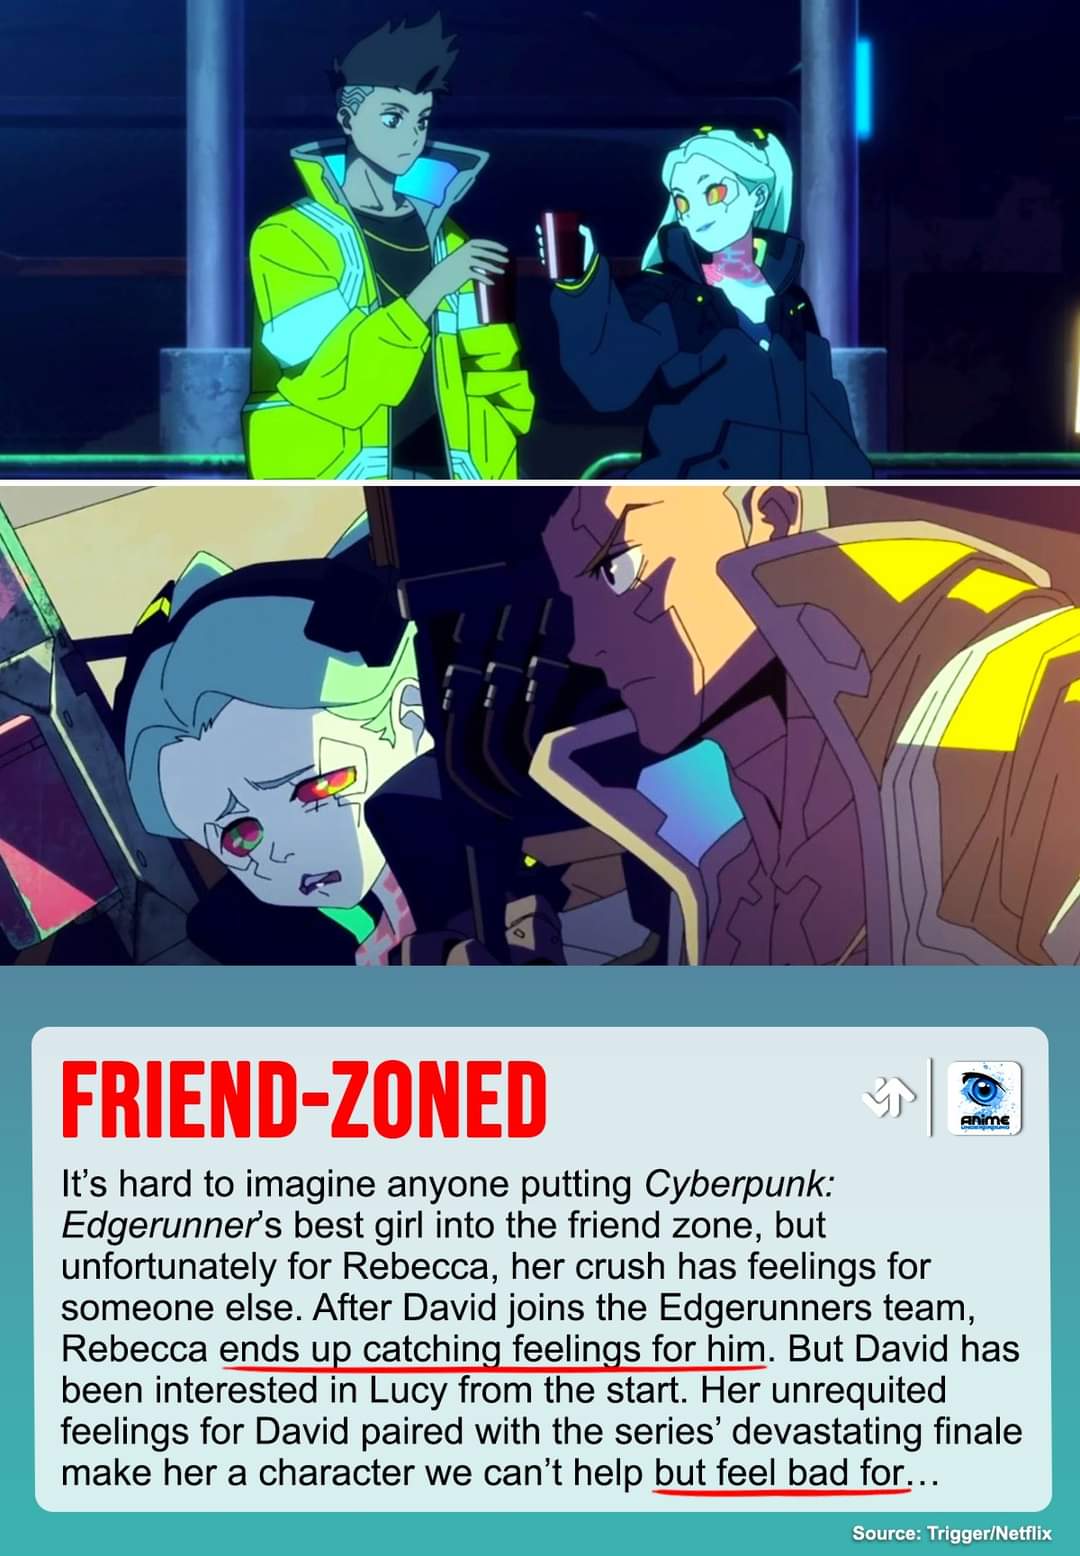 FRIEND-ZONED
ANIME
UNDERGROUND
It’s hard to imagine anyone putting Cyberpunk:
Edgerunner’s best girl into the friend zone, but
unfortunately for Rebecca, her crush has feelings for
someone else. After David joins the Edgerunners team,
Rebecca ends up catching feelings for him. But David has
been interested in Lucy from the start. Her unrequited
feelings for David paired with the series’ devastating finale
make her a character we can’t help but feel bad for…
Source: Trigger/Netflix